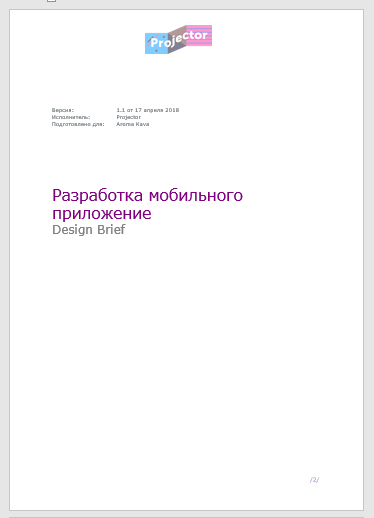 Projector
Версия: 1.1 от 17 апреля 2018
Исполнитель: Projector
Подготовлено для: Aroma Kava
Разработка мобильного
приложение
Design Brief
/2/